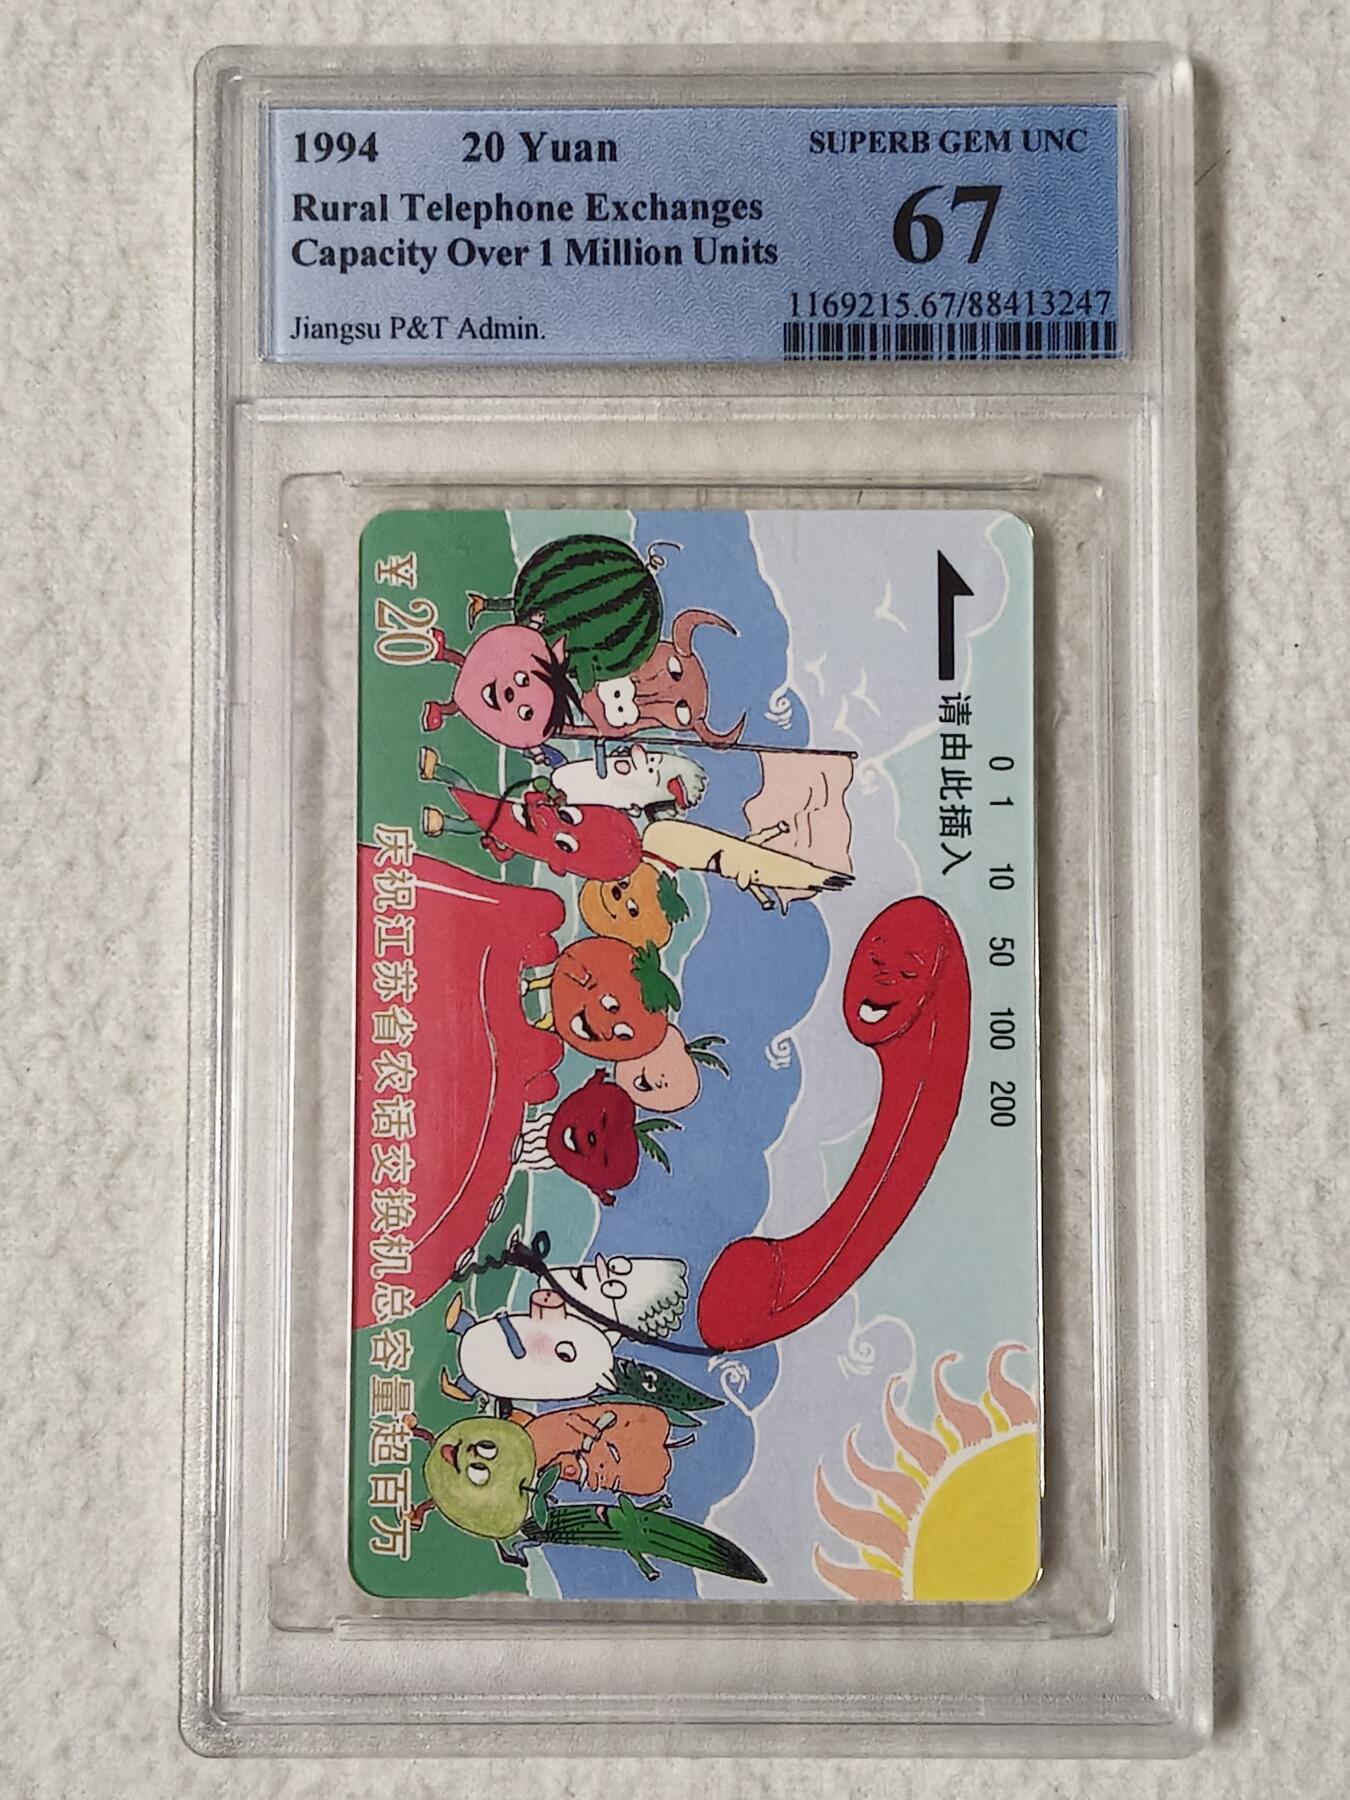 1994 20 Yuan
Rural Telephone Exchanges
Capacity Over 1 Million Units
Jiangsu P&T Admin.
SUPERB GEM UNC
67
1169215.67/88413247
0 1 10 50 100 200
请由此插入
¥20
庆祝江苏省农话交换机总容量超百万